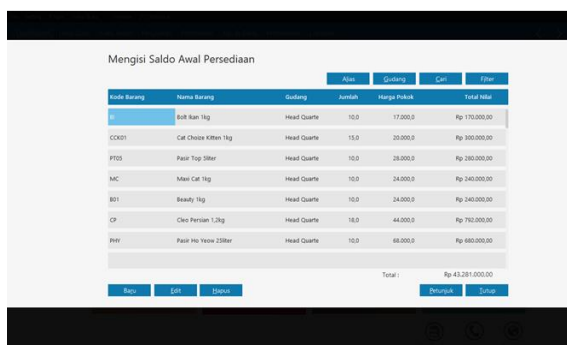 Mengisi Saldo Awal Persediaan
Alias Gudang Cari Filter
Kode Barang Nama Barang Gudang Jumlah Harga Pokok Total Nilai
BI Bolt Ikan 1kg Head Quarte 10,0 17.000,0 Rp 170.000,00
CCK01 Cat Choize Kitten 1kg Head Quarte 15,0 20.000,0 Rp 300.000,00
PT05 Pasir Top 5liter Head Quarte 10,0 28.000,0 Rp 280.000,00
MC Maxi Cat 1kg Head Quarte 10,0 24.000,0 Rp 240.000,00
B01 Beauty 1kg Head Quarte 10,0 24.000,0 Rp 240.000,00
CP Cleo Persian 1,2kg Head Quarte 18,0 44.000,0 Rp 792.000,00
PHY Pasir Ho Yeow 25liter Head Quarte 10,0 68.000,0 Rp 680.000,00
Total : Rp 43.281.000,00
Baru Edit Hapus Petunjuk Tutup